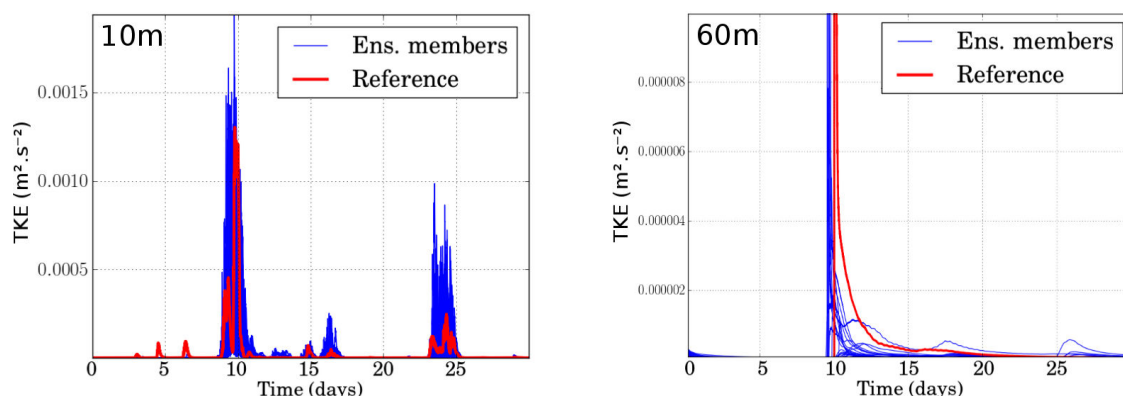 10m
Ens. members
Reference
0.0015
0.0010
0.0005
TKE (m².s⁻²)
0 5 10 15 20 25
Time (days)
60m
Ens. members
Reference
0.000008
0.000006
0.000004
0.000002
TKE (m².s⁻²)
0 5 10 15 20 25 30
Time (days)